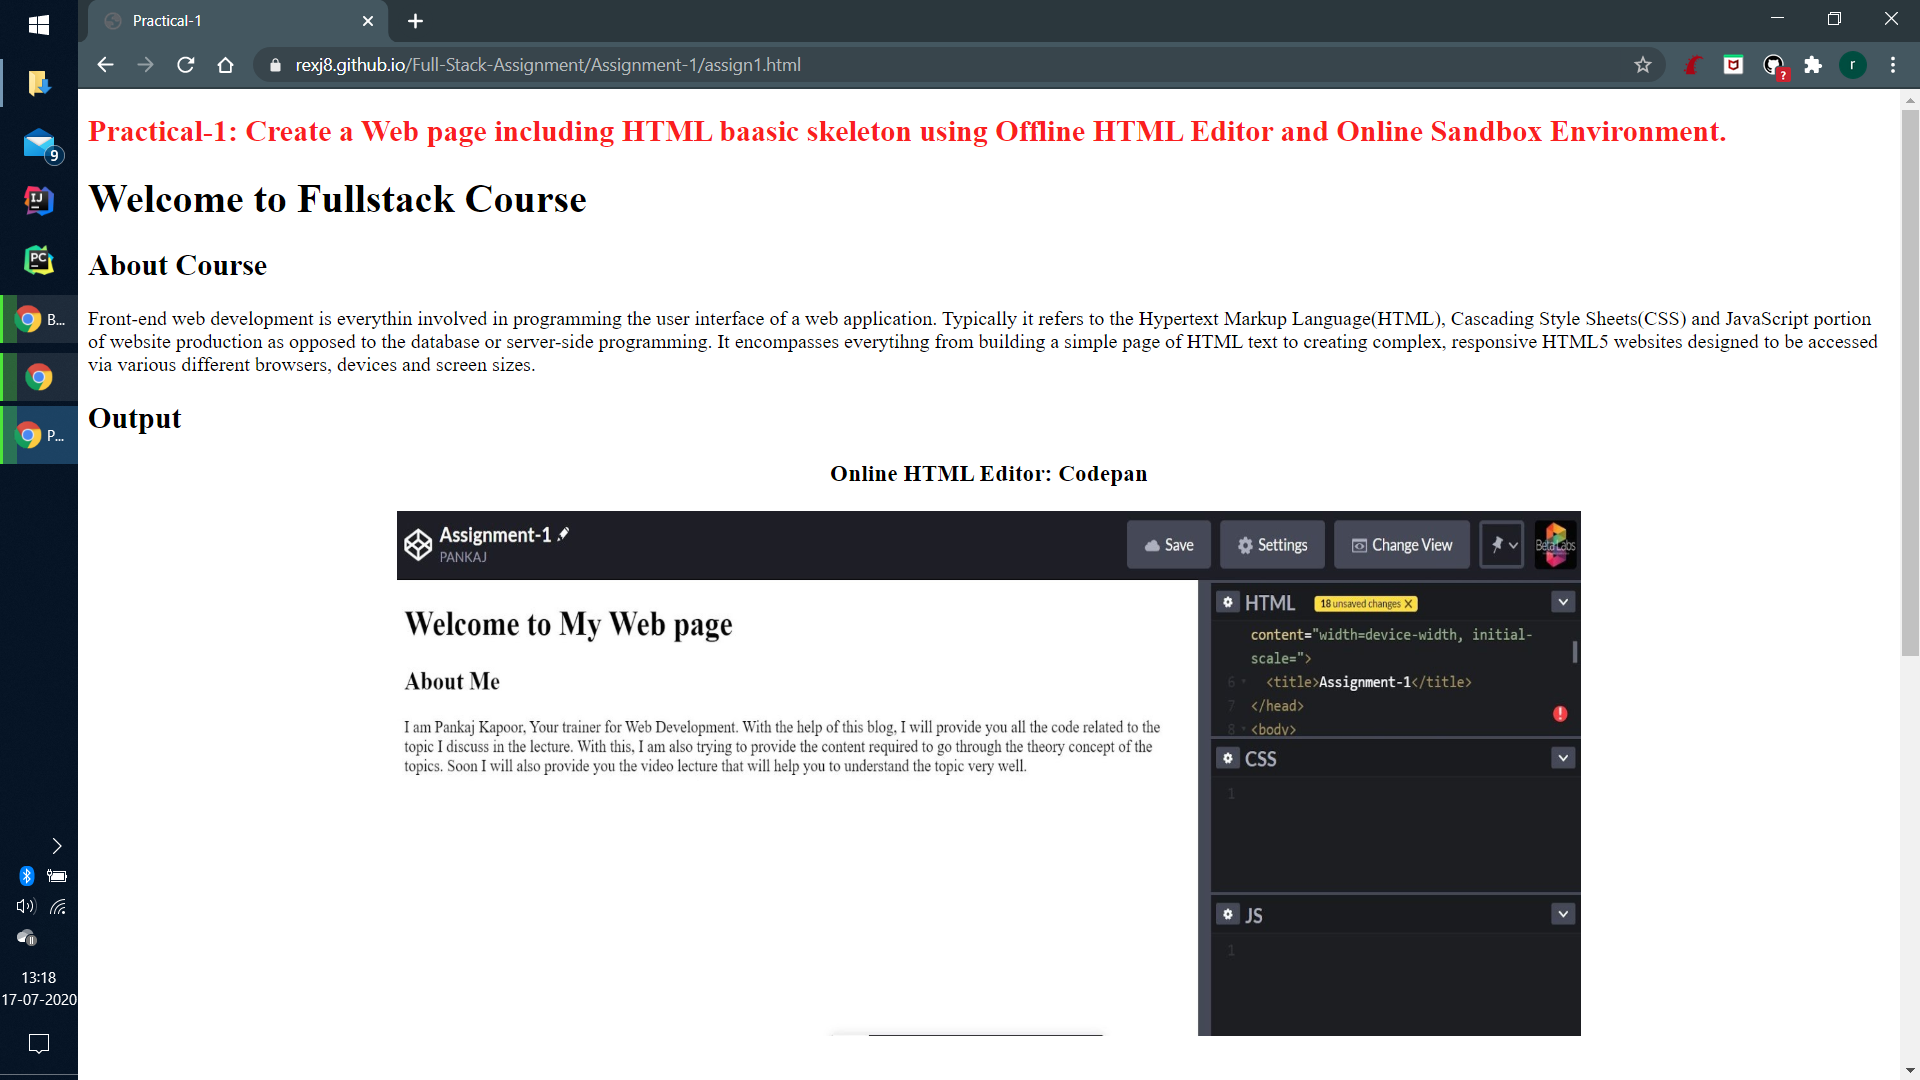 Practical-1
rexj8.github.io/Full-Stack-Assignment/Assignment-1/assign1.html
?
r
9
IJ
PC
B...
P...
13:18
17-07-2020
Practical-1: Create a Web page including HTML baasic skeleton using Offline HTML Editor and Online Sandbox Environment.
Welcome to Fullstack Course
About Course
Front-end web development is everythin involved in programming the user interface of a web application. Typically it refers to the Hypertext Markup Language(HTML), Cascading Style Sheets(CSS) and JavaScript portion
of website production as opposed to the database or server-side programming. It encompasses everytihng from building a simple page of HTML text to creating complex, responsive HTML5 websites designed to be accessed
via various different browsers, devices and screen sizes.
Output
Online HTML Editor: Codepan
Assignment-1
PANKAJ
Save
Settings
Change View
BetaLabs
Welcome to My Web page
About Me
I am Pankaj Kapoor, Your trainer for Web Development. With the help of this blog, I will provide you all the code related to the
topic I discuss in the lecture. With this, I am also trying to provide the content required to go through the theory concept of the
topics. Soon I will also provide you the video lecture that will help you to understand the topic very well.
HTML 18 unsaved changes X
content="width=device-width, initial-
scale=">
6 <title>Assignment-1</title>
7 </head>
8 <body>
CSS
1
JS
1